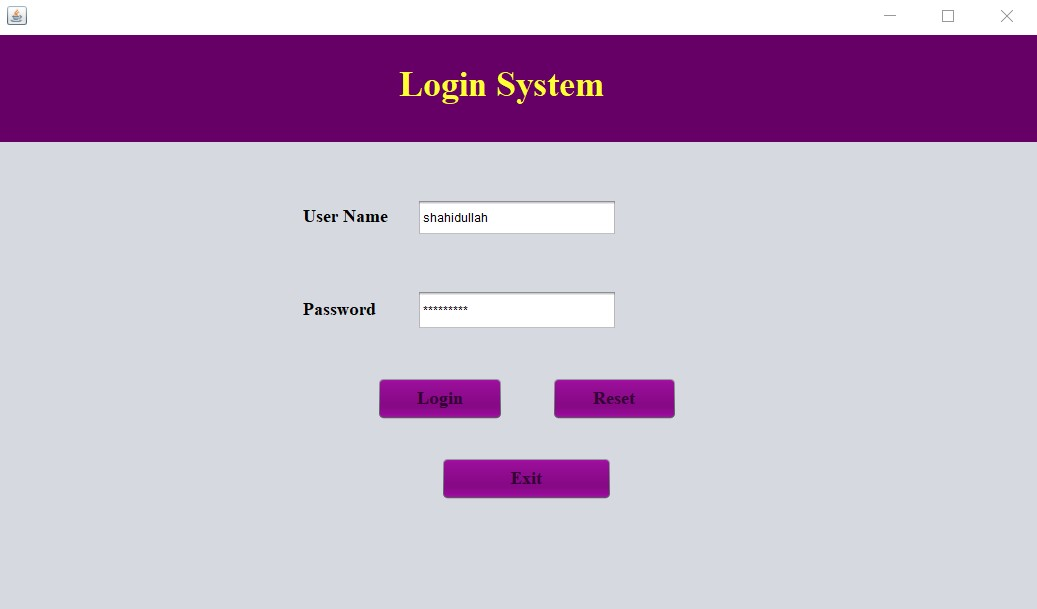 Login System
User Name shahidullah
Password *********
Login Reset
Exit